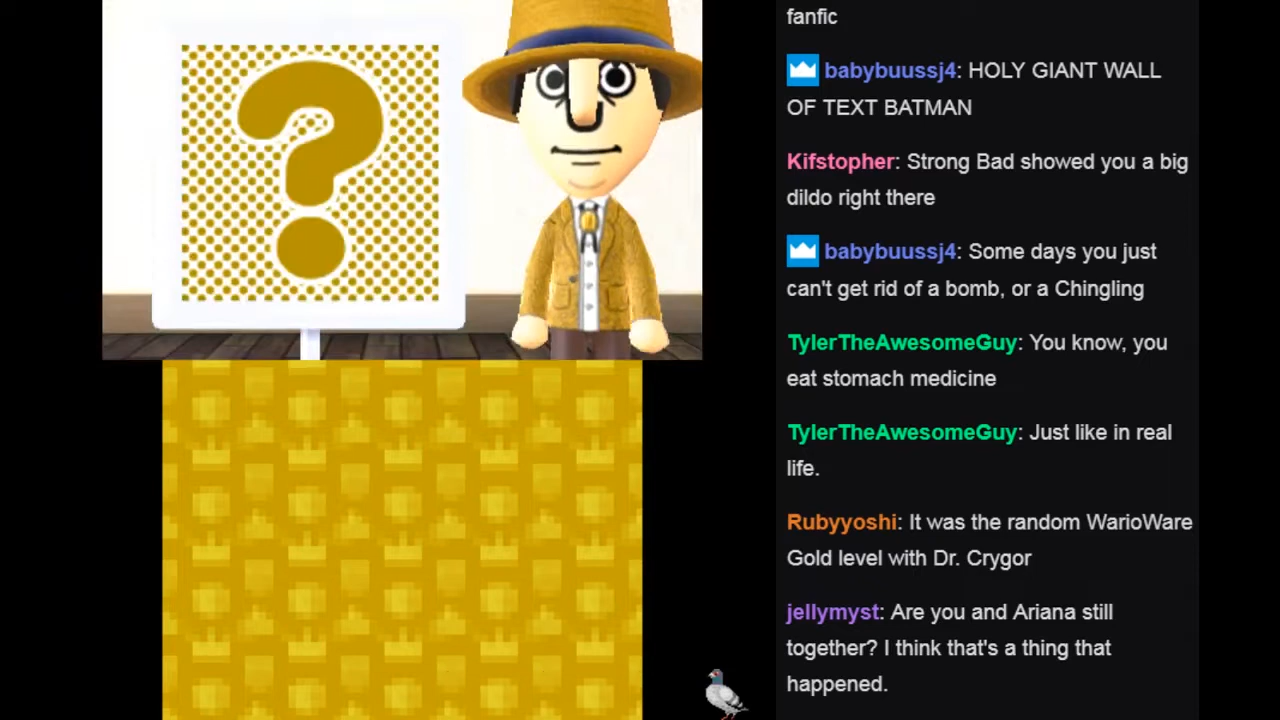 fanfic
babybuussj4: HOLY GIANT WALL
OF TEXT BATMAN
Kifstopher: Strong Bad showed you a big
dildo right there
babybuussj4: Some days you just
can't get rid of a bomb, or a Chingling
TylerTheAwesomeGuy: You know, you
eat stomach medicine
TylerTheAwesomeGuy: Just like in real
life.
Rubyyoshi: It was the random WarioWare
Gold level with Dr. Crygor
jellymyst: Are you and Ariana still
together? I think that's a thing that
happened.
?